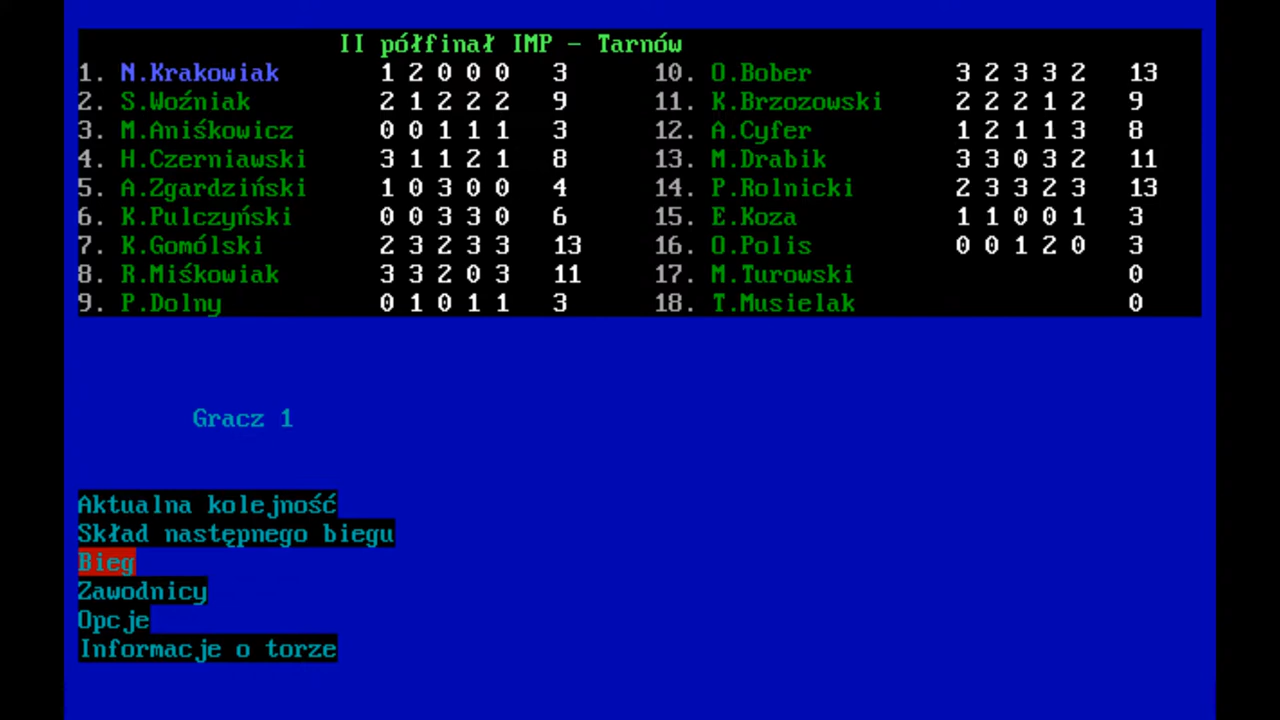 II półfinał IMP - Tarnów
1. N.Krakowiak 1 2 0 0 0 3
2. S.Woźniak 2 1 2 2 2 9
3. M.Aniśkowicz 0 0 1 1 1 3
4. H.Czerniawski 3 1 1 2 1 8
5. A.Zgardziński 1 0 3 0 0 4
6. K.Pulczyński 0 0 3 3 0 6
7. K.Gomólski 2 3 2 3 3 13
8. R.Miśkowiak 3 3 2 0 3 11
9. P.Dolny 0 1 0 1 1 3
10. O.Bober 3 2 3 3 2 13
11. K.Brzozowski 2 2 2 1 2 9
12. A.Cyfer 1 2 1 1 3 8
13. M.Drabik 3 3 0 3 2 11
14. P.Rolnicki 2 3 3 2 3 13
15. E.Koza 1 1 0 0 1 3
16. O.Polis 0 0 1 2 0 3
17. M.Turowski 0
18. T.Musielak 0
Gracz 1
Aktualna kolejność
Skład następnego biegu
Bieg
Zawodnicy
Opcje
Informacje o torze